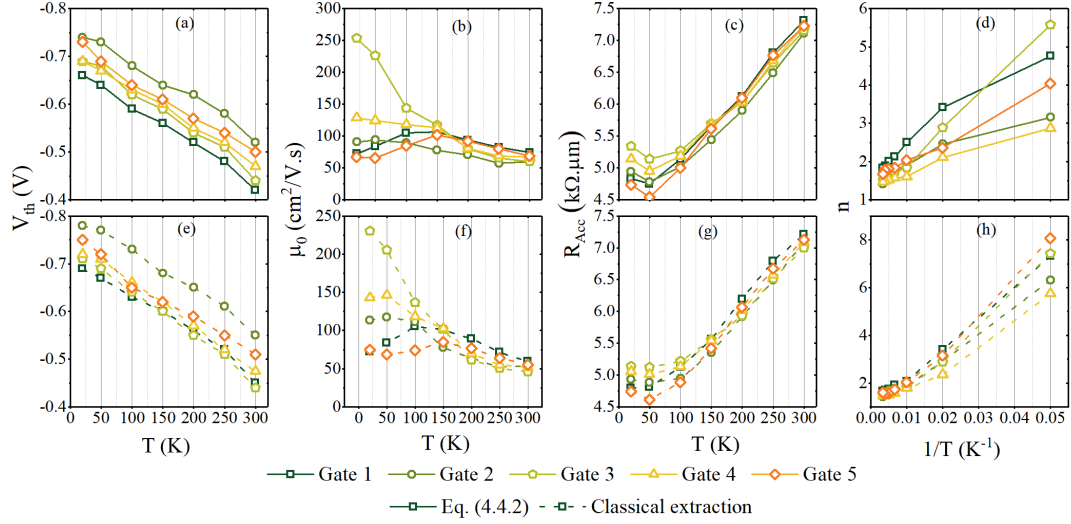 (a)
(b)
(c)
(d)
-0.8
-0.7
-0.6
-0.5
-0.4
300
250
200
150
100
50
0
7.5
7.0
6.5
6.0
5.5
5.0
4.5
6
5
4
3
2
1
V_th (V)
μ_0 (cm²/V.s)
R_Acc (kΩ.μm)
n
(e)
(f)
(g)
(h)
-0.8
-0.7
-0.6
-0.5
-0.4
250
200
150
100
50
0
7.5
7.0
6.5
6.0
5.5
5.0
4.5
8
6
4
2
0 50 100 150 200 250 300
0 50 100 150 200 250 300
0 50 100 150 200 250 300
0.00 0.01 0.02 0.03 0.04 0.05
T (K)
T (K)
T (K)
1/T (K⁻¹)
Gate 1 Gate 2 Gate 3 Gate 4 Gate 5
Eq. (4.4.2) Classical extraction